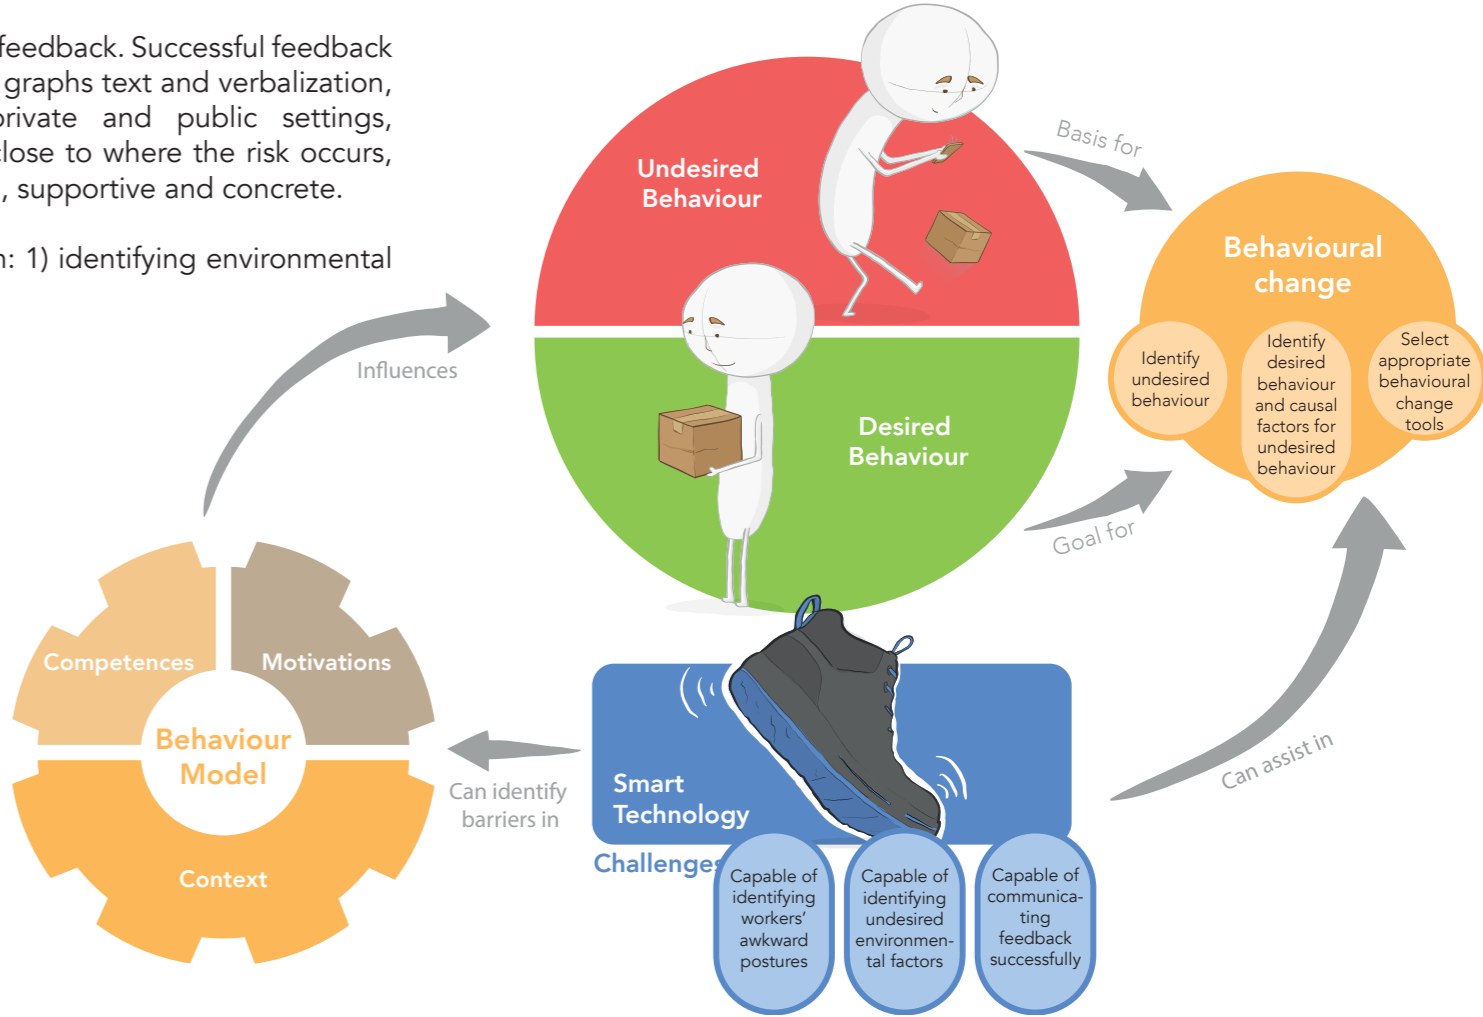 feedback. Successful feedback
graphs text and verbalization,
private and public settings,
close to where the risk occurs,
, supportive and concrete.
: 1) identifying environmental
Undesired
Behaviour
Basis for
Behavioural
change
Identify
undesired
behaviour
Identify
desired
behaviour
and causal
factors for
undesired
behaviour
Select
appropriate
behavioural
change
tools
Influences
Desired
Behaviour
Goal for
Competences
Motivations
Behaviour
Model
Context
Can identify
barriers in
Smart
Technology
Can assist in
Challenges
Capable of
identifying
workers'
awkward
postures
Capable of
identifying
undesired
environmen-
tal factors
Capable of
communica-
ting
feedback
successfully